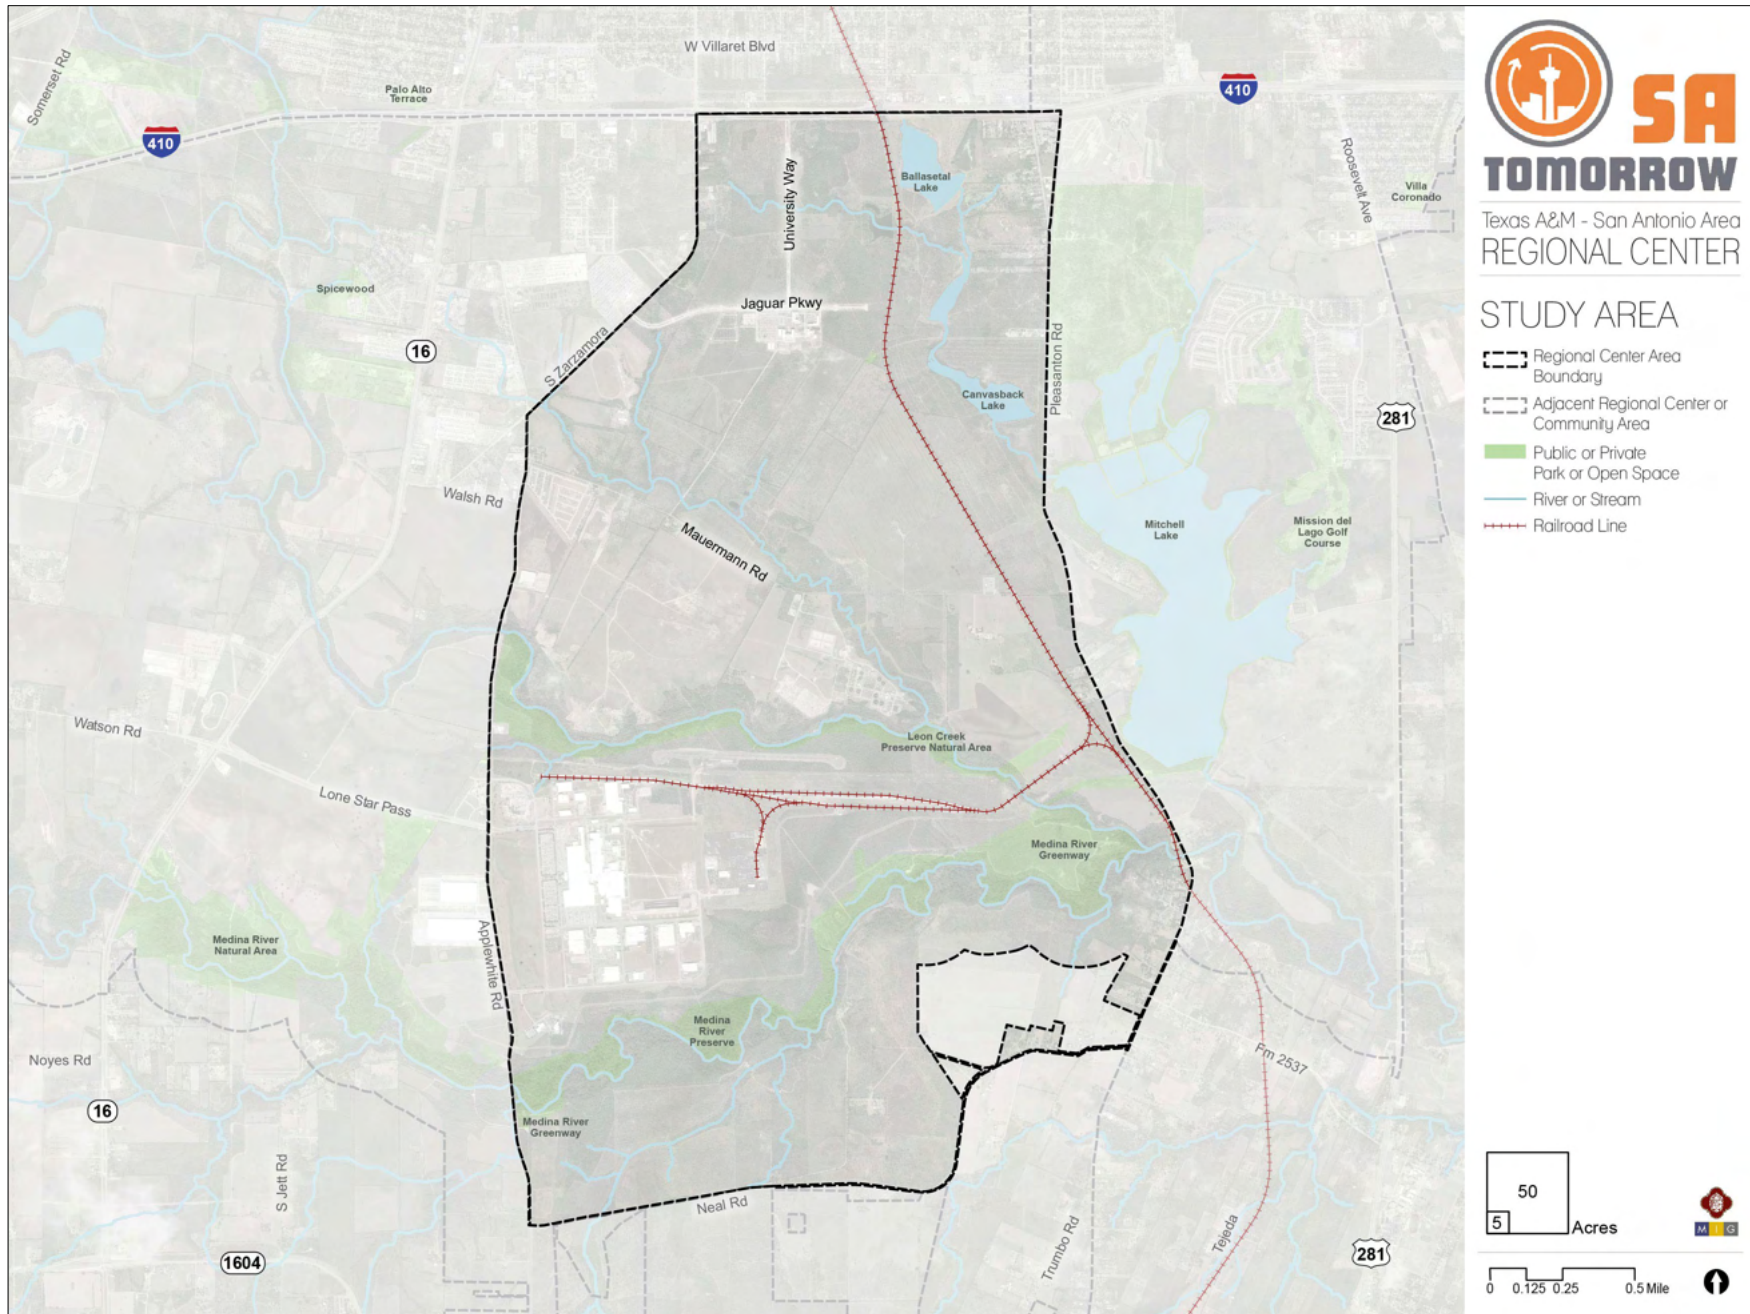 W Villaret Blvd
Somerset Rd
Palo Alto
Terrace
410
410
Roosevelt Ave
Villa
Coronado
Ballasetal
Lake
University Way
Spicewood
Jaguar Pkwy
16
S Zarzamora
Pleasanton Rd
Canvasback
Lake
281
Walsh Rd
Mauermann Rd
Mitchell
Lake
Mission del
Lago Golf
Course
Watson Rd
Leon Creek
Preserve Natural Area
Lone Star Pass
Medina River
Greenway
Medina River
Natural Area
Applewhite Rd
Medina
River
Preserve
Noyes Rd
Fm 2537
16
Medina River
Greenway
S Jett Rd
Neal Rd
Trumbo Rd
Tejeda
1604
281
SA
TOMORROW
Texas A&M - San Antonio Area
REGIONAL CENTER
STUDY AREA
Regional Center Area
Boundary
Adjacent Regional Center or
Community Area
Public or Private
Park or Open Space
River or Stream
Railroad Line
50
5
Acres
M I G
0 0.125 0.25 0.5 Mile